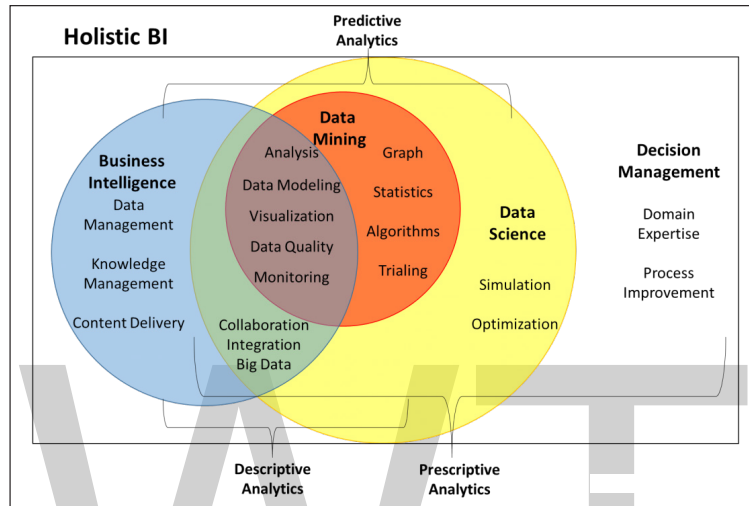 Holistic BI
Predictive
Analytics
Data
Mining
Business
Intelligence
Data
Management
Knowledge
Management
Content Delivery
Analysis
Data Modeling
Visualization
Data Quality
Monitoring
Collaboration
Integration
Big Data
Graph
Statistics
Algorithms
Trialing
Data
Science
Simulation
Optimization
Decision
Management
Domain
Expertise
Process
Improvement
Descriptive
Analytics
Prescriptive
Analytics